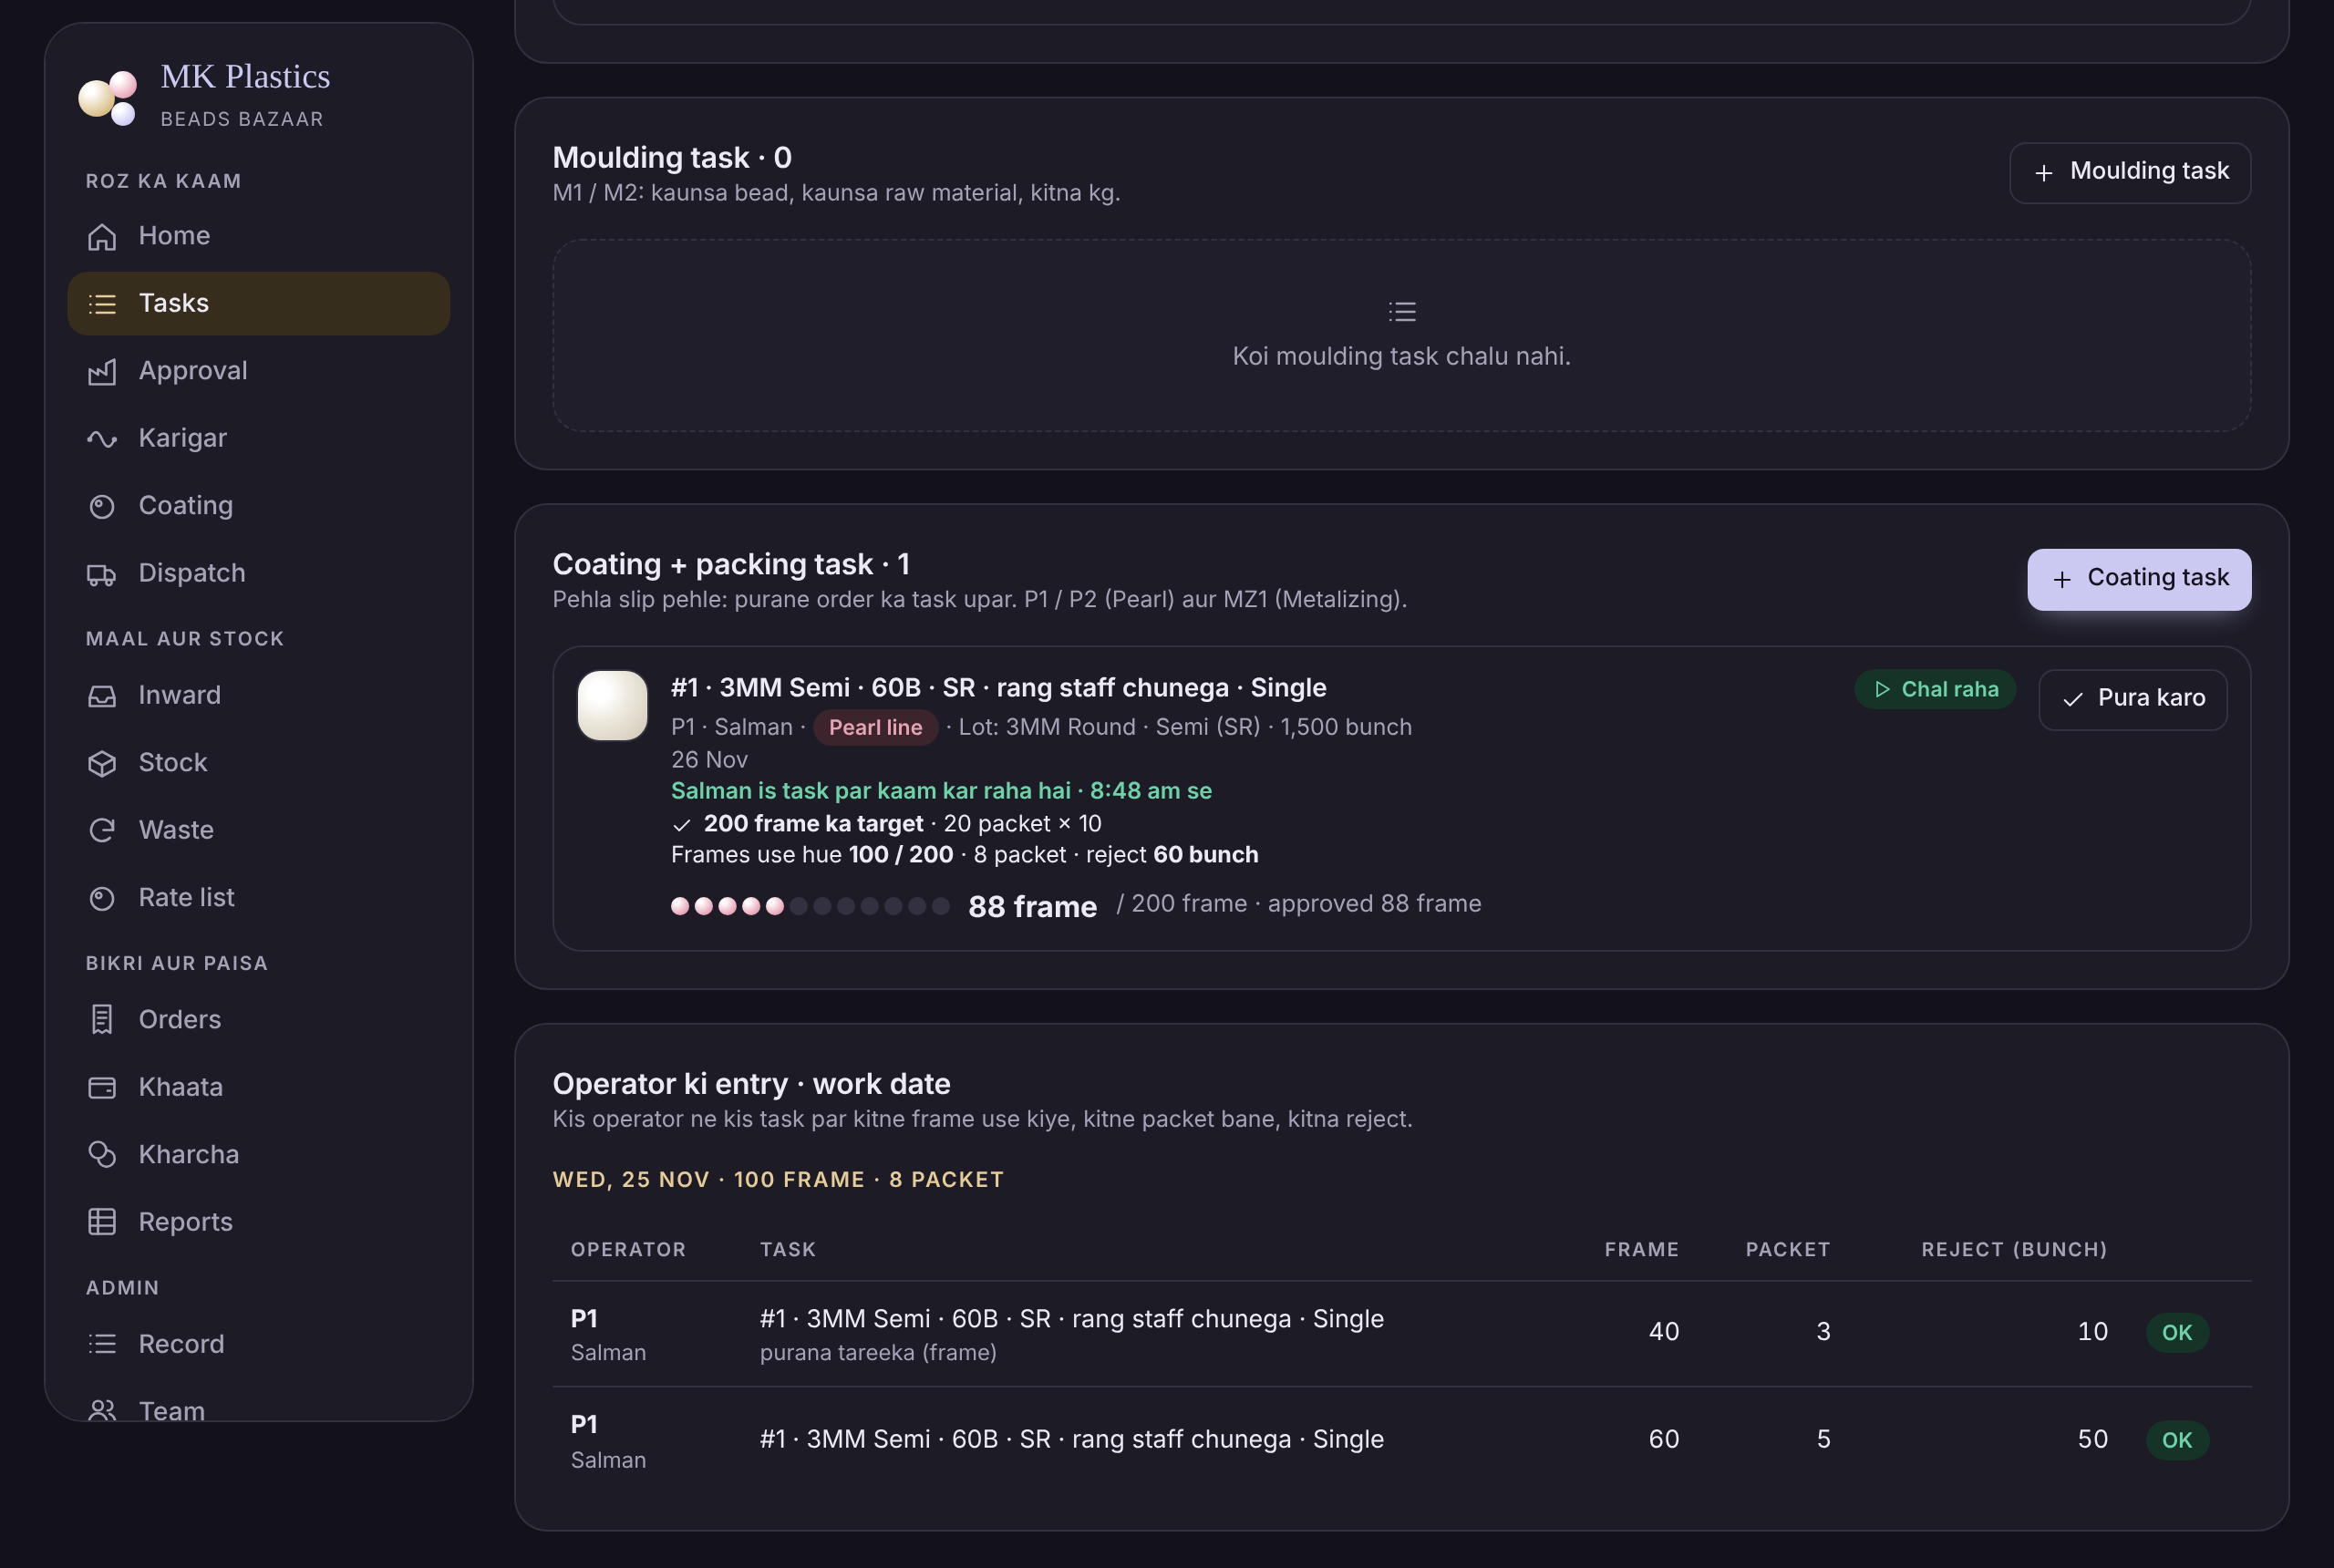 MK Plastics
BEADS BAZAAR
ROZ KA KAAM
Home
Tasks
Approval
Karigar
Coating
Dispatch
MAAL AUR STOCK
Inward
Stock
Waste
Rate list
BIKRI AUR PAISA
Orders
Khaata
Kharcha
Reports
ADMIN
Record
Team
Moulding task · 0
M1 / M2: kaunsa bead, kaunsa raw material, kitna kg.
+ Moulding task
Koi moulding task chalu nahi.
Coating + packing task · 1
Pehla slip pehle: purane order ka task upar. P1 / P2 (Pearl) aur MZ1 (Metalizing).
+ Coating task
#1 · 3MM Semi · 60B · SR · rang staff chunega · Single
Chal raha
Pura karo
P1 · Salman · Pearl line · Lot: 3MM Round · Semi (SR) · 1,500 bunch
26 Nov
Salman is task par kaam kar raha hai · 8:48 am se
✓ 200 frame ka target · 20 packet × 10
Frames use hue 100 / 200 · 8 packet · reject 60 bunch
88 frame / 200 frame · approved 88 frame
Operator ki entry · work date
Kis operator ne kis task par kitne frame use kiye, kitne packet bane, kitna reject.
WED, 25 NOV · 100 FRAME · 8 PACKET
OPERATOR TASK FRAME PACKET REJECT (BUNCH)
P1 #1 · 3MM Semi · 60B · SR · rang staff chunega · Single 40 3 10 OK
Salman purana tareeka (frame)
P1 #1 · 3MM Semi · 60B · SR · rang staff chunega · Single 60 5 50 OK
Salman